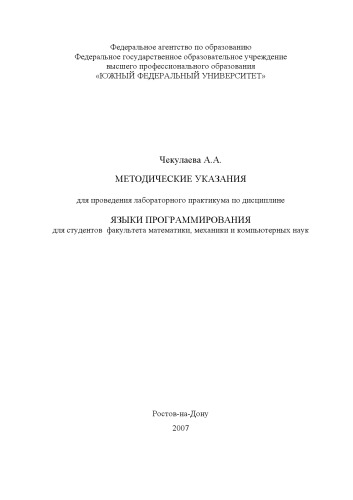 Федеральное агентство по образованию
Федеральное государственное образовательное учреждение
высшего профессионального образования
«ЮЖНЫЙ ФЕДЕРАЛЬНЫЙ УНИВЕРСИТЕТ»
Чекулаева А.А.
МЕТОДИЧЕСКИЕ УКАЗАНИЯ
для проведения лабораторного практикума по дисциплине
ЯЗЫКИ ПРОГРАММИРОВАНИЯ
для студентов факультета математики, механики и компьютерных наук
Ростов-на-Дону
2007